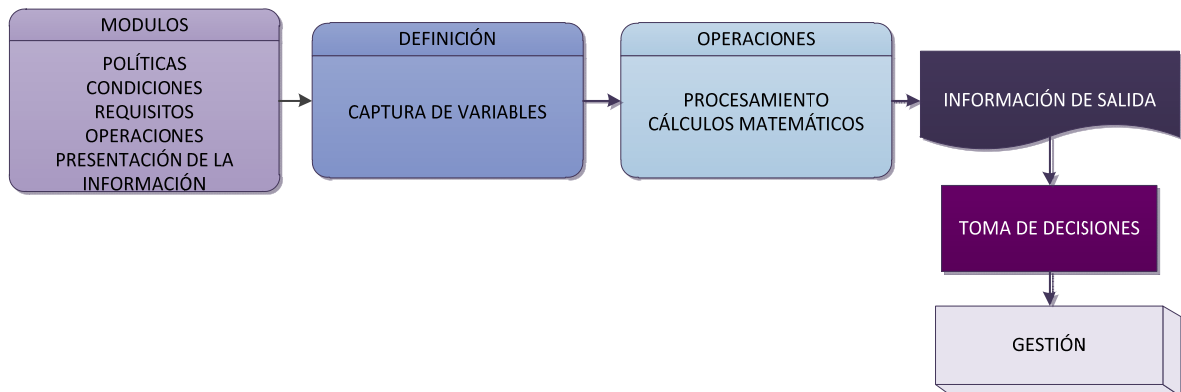 MODULOS
POLÍTICAS
CONDICIONES
REQUISITOS
OPERACIONES
PRESENTACIÓN DE LA
INFORMACIÓN
DEFINICIÓN
CAPTURA DE VARIABLES
OPERACIONES
PROCESAMIENTO
CÁLCULOS MATEMÁTICOS
INFORMACIÓN DE SALIDA
TOMA DE DECISIONES
GESTIÓN